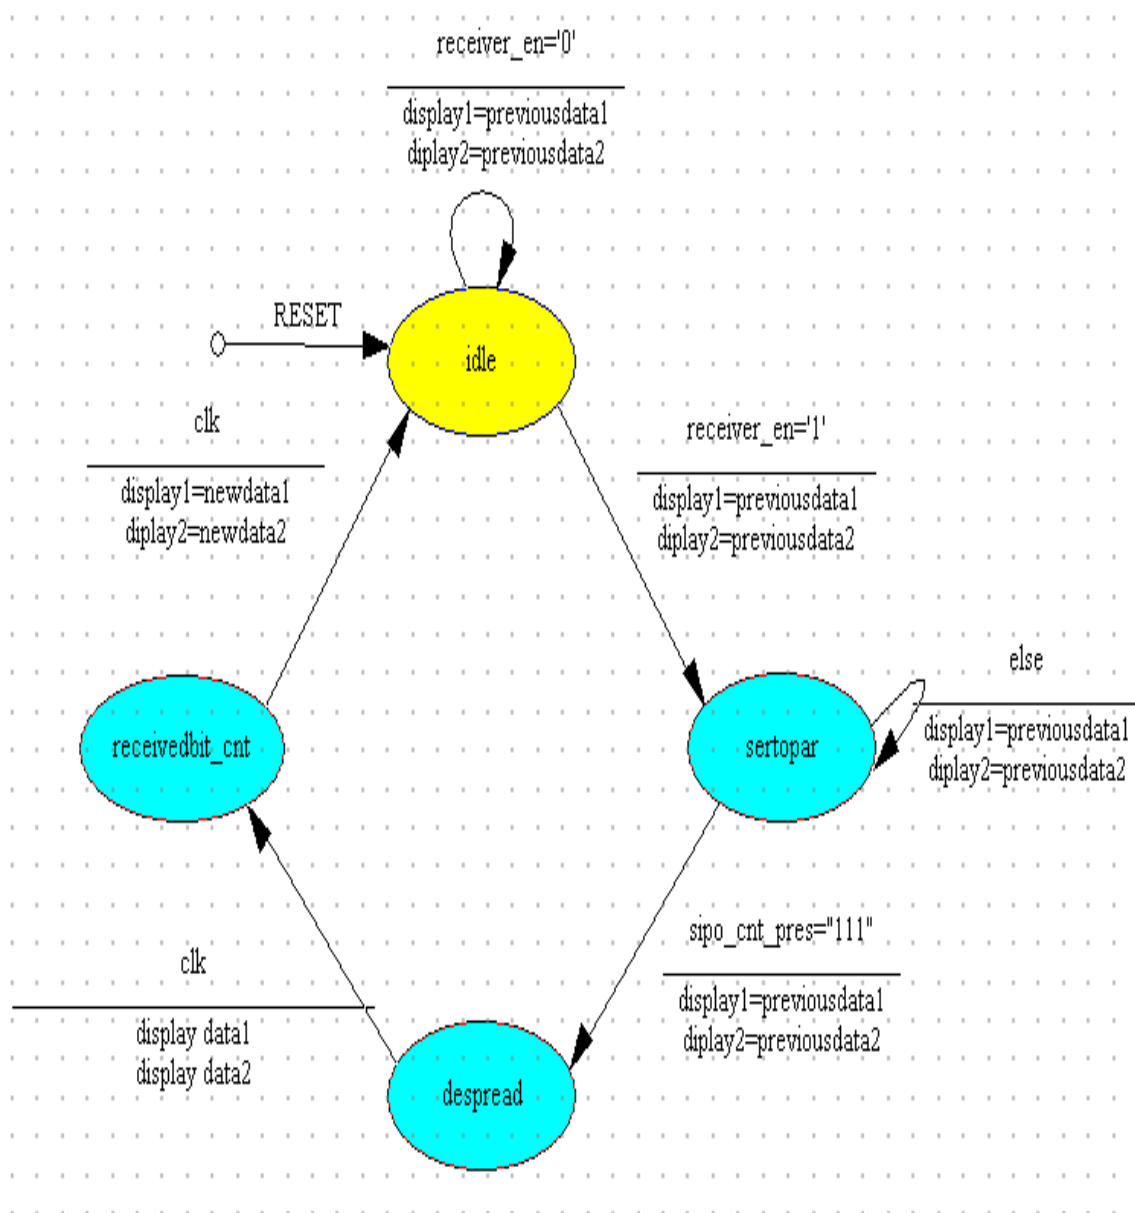 receiver_en='0'
display1=previousdata1
diplay2=previousdata2
RESET
idle
clk
display1=newdata1
diplay2=newdata2
receiver_en='1'
display1=previousdata1
diplay2=previousdata2
else
display1=previousdata1
diplay2=previousdata2
receivedbit_cnt
sertopar
sipo_cnt_pres="111"
display1=previousdata1
diplay2=previousdata2
clk
display data1
display data2
despread